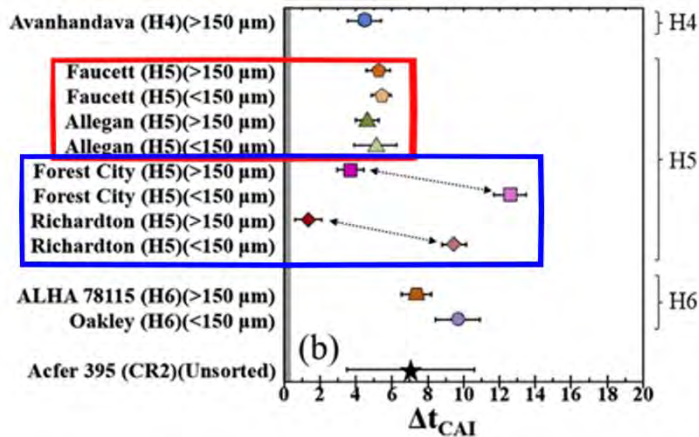 Avanhandava (H4)(>150 μm)
H4
Faucett (H5)(>150 μm)
Faucett (H5)(<150 μm)
Allegan (H5)(>150 μm)
Allegan (H5)(<150 μm)
Forest City (H5)(>150 μm)
H5
Forest City (H5)(<150 μm)
Richardton (H5)(>150 μm)
Richardton (H5)(<150 μm)
ALHA 78115 (H6)(>150 μm)
H6
Oakley (H6)(<150 μm)
(b)
Acfer 395 (CR2)(Unsorted)
0 2 4 6 8 10 12 14 16 18 20
Δt_CAI